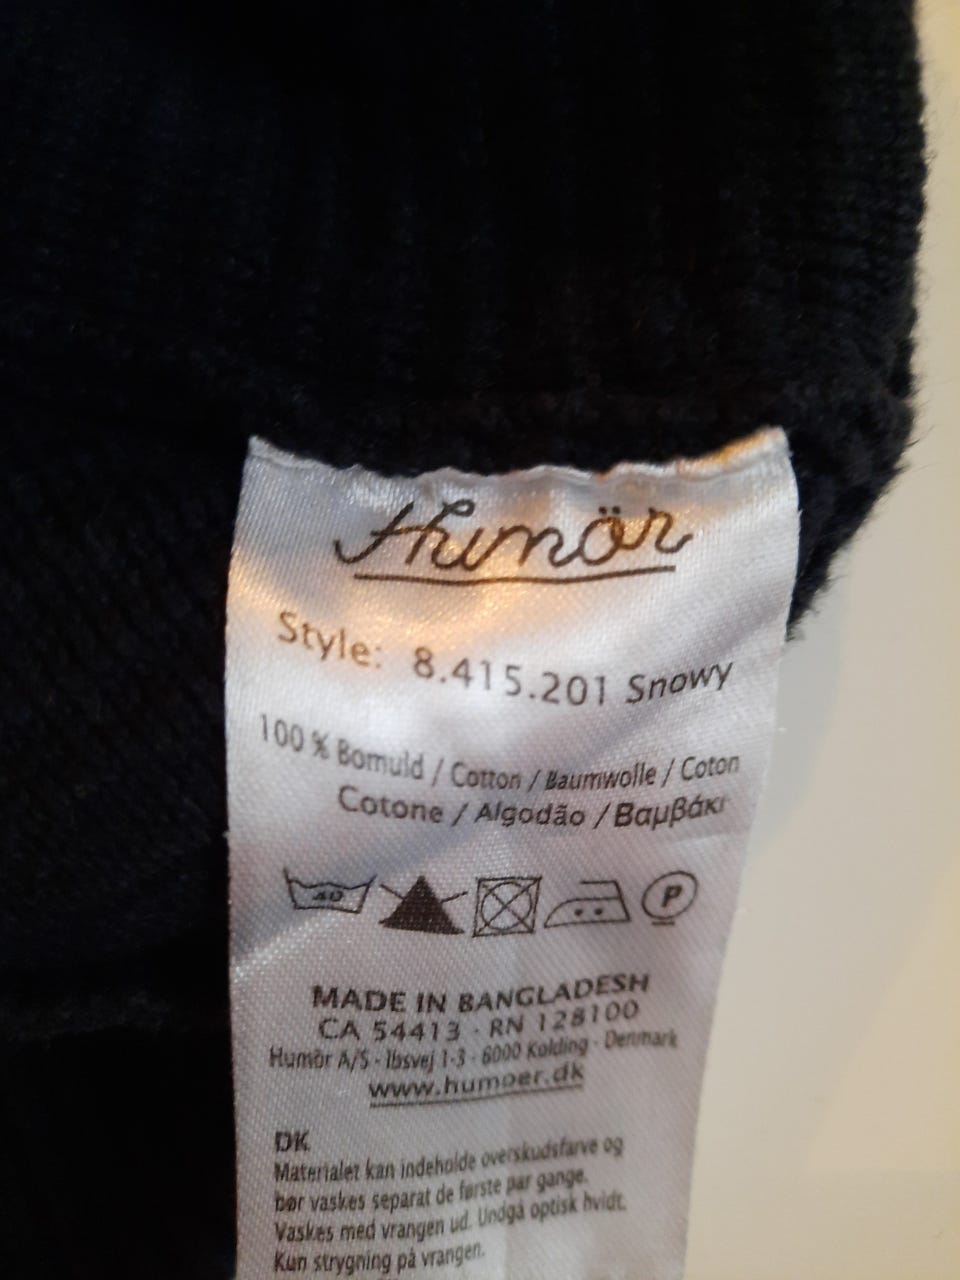 Humör
Style: 8.415.201 Snowy
100 % Bomuld / Cotton / Baumwolle / Coton
Cotone / Algodão / Βαμβάκι
40 P
MADE IN BANGLADESH
CA 54413 · RN 128100
Humör A/S - Ibsvej 1-3 - 6000 Kolding - Denmark
www.humoer.dk
DK
Materialet kan indeholde overskudsfarve og
bør vaskes separat de første par gange.
Vaskes med vrangen ud. Undgå optisk hvidt.
Kun strygning på vrangen.